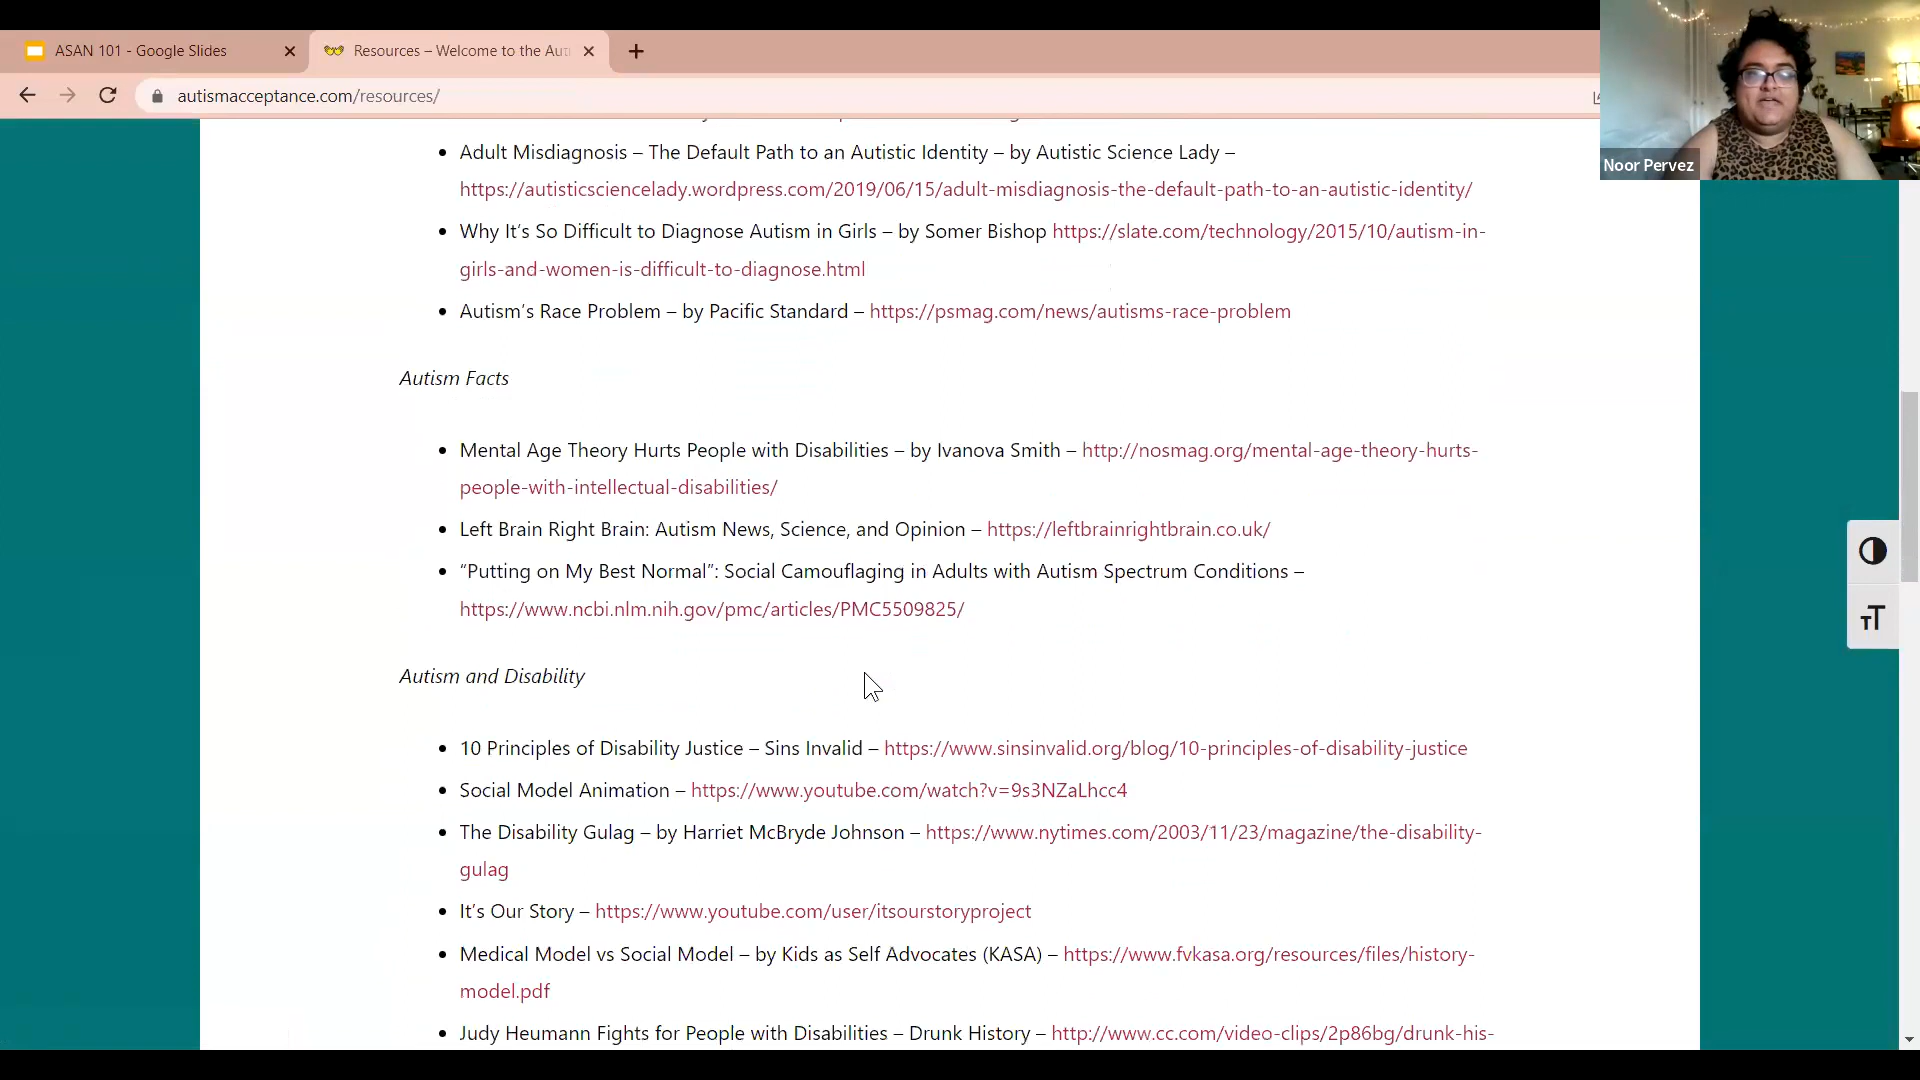 ASAN 101 - Google Slides
Resources – Welcome to the Aut
autismacceptance.com/resources/
Noor Pervez
• Adult Misdiagnosis – The Default Path to an Autistic Identity – by Autistic Science Lady –
https://autisticsciencelady.wordpress.com/2019/06/15/adult-misdiagnosis-the-default-path-to-an-autistic-identity/
• Why It’s So Difficult to Diagnose Autism in Girls – by Somer Bishop https://slate.com/technology/2015/10/autism-in-
girls-and-women-is-difficult-to-diagnose.html
• Autism’s Race Problem – by Pacific Standard – https://psmag.com/news/autisms-race-problem
Autism Facts
• Mental Age Theory Hurts People with Disabilities – by Ivanova Smith – http://nosmag.org/mental-age-theory-hurts-
people-with-intellectual-disabilities/
• Left Brain Right Brain: Autism News, Science, and Opinion – https://leftbrainrightbrain.co.uk/
• “Putting on My Best Normal”: Social Camouflaging in Adults with Autism Spectrum Conditions –
https://www.ncbi.nlm.nih.gov/pmc/articles/PMC5509825/
Autism and Disability
• 10 Principles of Disability Justice – Sins Invalid – https://www.sinsinvalid.org/blog/10-principles-of-disability-justice
• Social Model Animation – https://www.youtube.com/watch?v=9s3NZaLhcc4
• The Disability Gulag – by Harriet McBryde Johnson – https://www.nytimes.com/2003/11/23/magazine/the-disability-
gulag
• It’s Our Story – https://www.youtube.com/user/itsourstoryproject
• Medical Model vs Social Model – by Kids as Self Advocates (KASA) – https://www.fvkasa.org/resources/files/history-
model.pdf
• Judy Heumann Fights for People with Disabilities – Drunk History – http://www.cc.com/video-clips/2p86bg/drunk-his-
TT